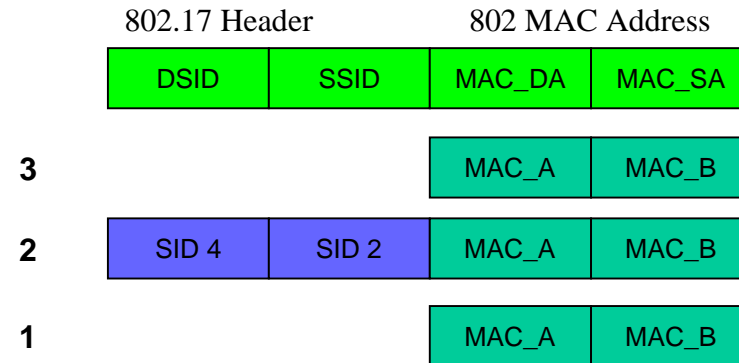 802.17 Header 802 MAC Address
DSID SSID MAC_DA MAC_SA
3 MAC_A MAC_B
2 SID 4 SID 2 MAC_A MAC_B
1 MAC_A MAC_B